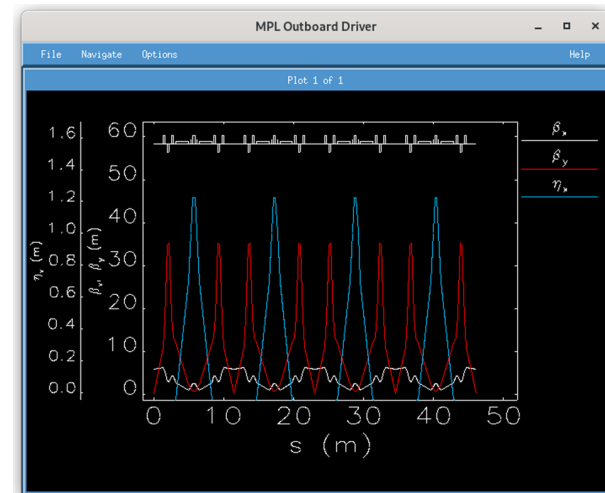 MPL Outboard Driver
File Navigate Options Help
Plot 1 of 1
βx
βy
ηx
1.6
1.4
1.2
1.0
0.8
0.6
0.4
0.2
0.0
ηx (m)
60
50
40
30
20
10
0
βx, βy (m)
0 10 20 30 40 50
s (m)